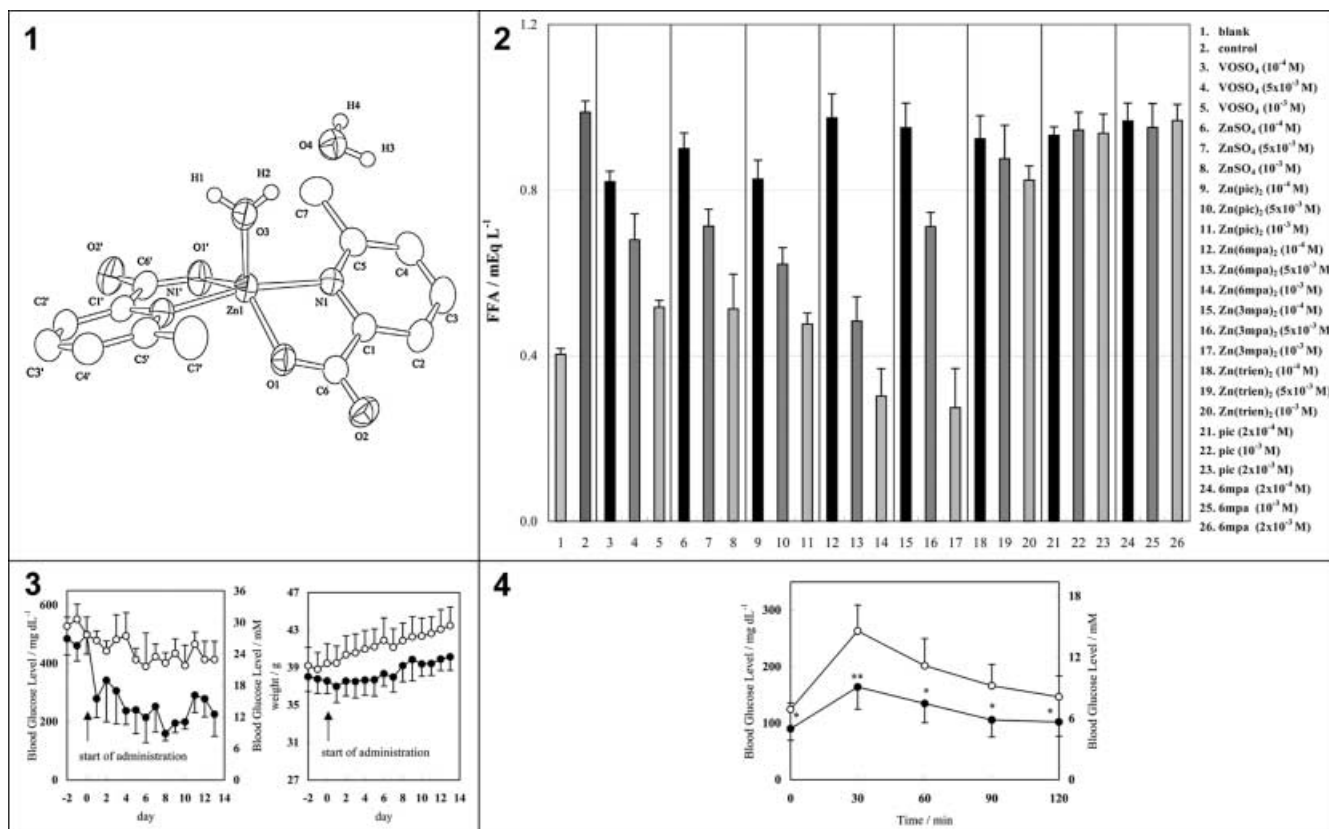 1
H4
O4
H3
H1
H2
O3
C7
O2'
C6'
O1'
C5
C4
C2'
C1'
N1'
Zn1
N1
C3
C1
C2
C3'
C4'
C5'
C7'
O1
C6
O2
2
FFA / mEq L⁻¹
1.2
0.8
0.4
0.0
1 2 3 4 5 6 7 8 9 10 11 12 13 14 15 16 17 18 19 20 21 22 23 24 25 26
1. blank
2. control
3. VOSO₄ (10⁻⁴ M)
4. VOSO₄ (5x10⁻³ M)
5. VOSO₄ (10⁻³ M)
6. ZnSO₄ (10⁻⁴ M)
7. ZnSO₄ (5x10⁻³ M)
8. ZnSO₄ (10⁻³ M)
9. Zn(pic)₂ (10⁻⁴ M)
10. Zn(pic)₂ (5x10⁻³ M)
11. Zn(pic)₂ (10⁻³ M)
12. Zn(6mpa)₂ (10⁻⁴ M)
13. Zn(6mpa)₂ (5x10⁻³ M)
14. Zn(6mpa)₂ (10⁻³ M)
15. Zn(3mpa)₂ (10⁻⁴ M)
16. Zn(3mpa)₂ (5x10⁻³ M)
17. Zn(3mpa)₂ (10⁻³ M)
18. Zn(trien)₂ (10⁻⁴ M)
19. Zn(trien)₂ (5x10⁻³ M)
20. Zn(trien)₂ (10⁻³ M)
21. pic (2x10⁻⁴ M)
22. pic (10⁻³ M)
23. pic (2x10⁻³ M)
24. 6mpa (2x10⁻⁴ M)
25. 6mpa (10⁻³ M)
26. 6mpa (2x10⁻³ M)
3
Blood Glucose Level / mg dL⁻¹
600
400
200
0
36
30
24
18
12
6
0
Blood Glucose Level / mM
start of administration
-2 0 2 4 6 8 10 12 14
day
weight / g
47
43
39
35
31
27
start of administration
-2 0 2 4 6 8 10 12 14
day
4
Blood Glucose Level / mg dL⁻¹
300
200
100
0
18
12
6
0
Blood Glucose Level / mM
*
**
*
*
*
0 30 60 90 120
Time / min